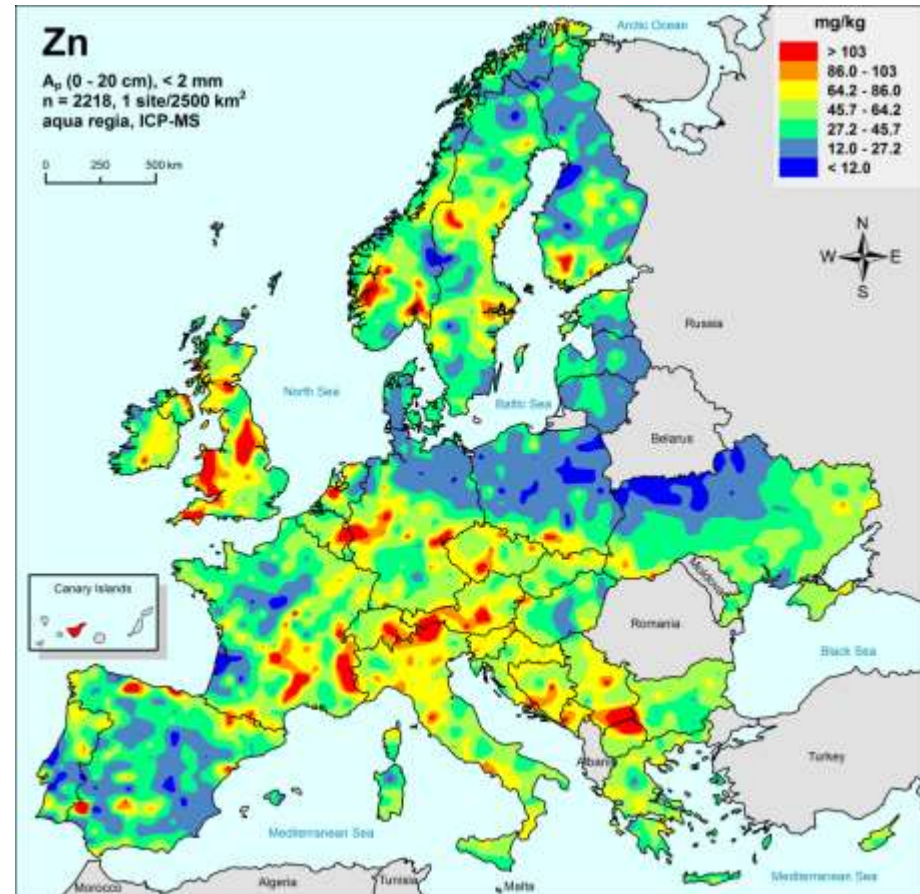 Zn
Aₚ (0 - 20 cm), < 2 mm
n = 2218, 1 site/2500 km²
aqua regia, ICP-MS
0 250 500 km
mg/kg
> 103
86.0 - 103
64.2 - 86.0
45.7 - 64.2
27.2 - 45.7
12.0 - 27.2
< 12.0
Arctic Ocean
N
W E
S
Russia
North Sea
Baltic Sea
Belarus
Canary Islands
Moldova
Romania
Black Sea
Albania
Turkey
Mediterranean Sea
Mediterranean Sea
Morocco
Algeria
Tunisia
Malta